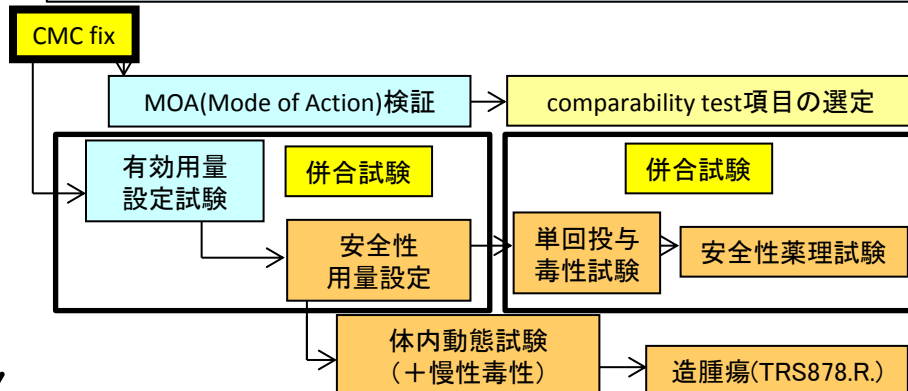 CMC fix
MOA(Mode of Action)検証
comparability test項目の選定
有効用量
設定試験
併合試験
併合試験
安全性
用量設定
単回投与
毒性試験
安全性薬理試験
体内動態試験
(+慢性毒性)
造腫瘍(TRS878.R.)